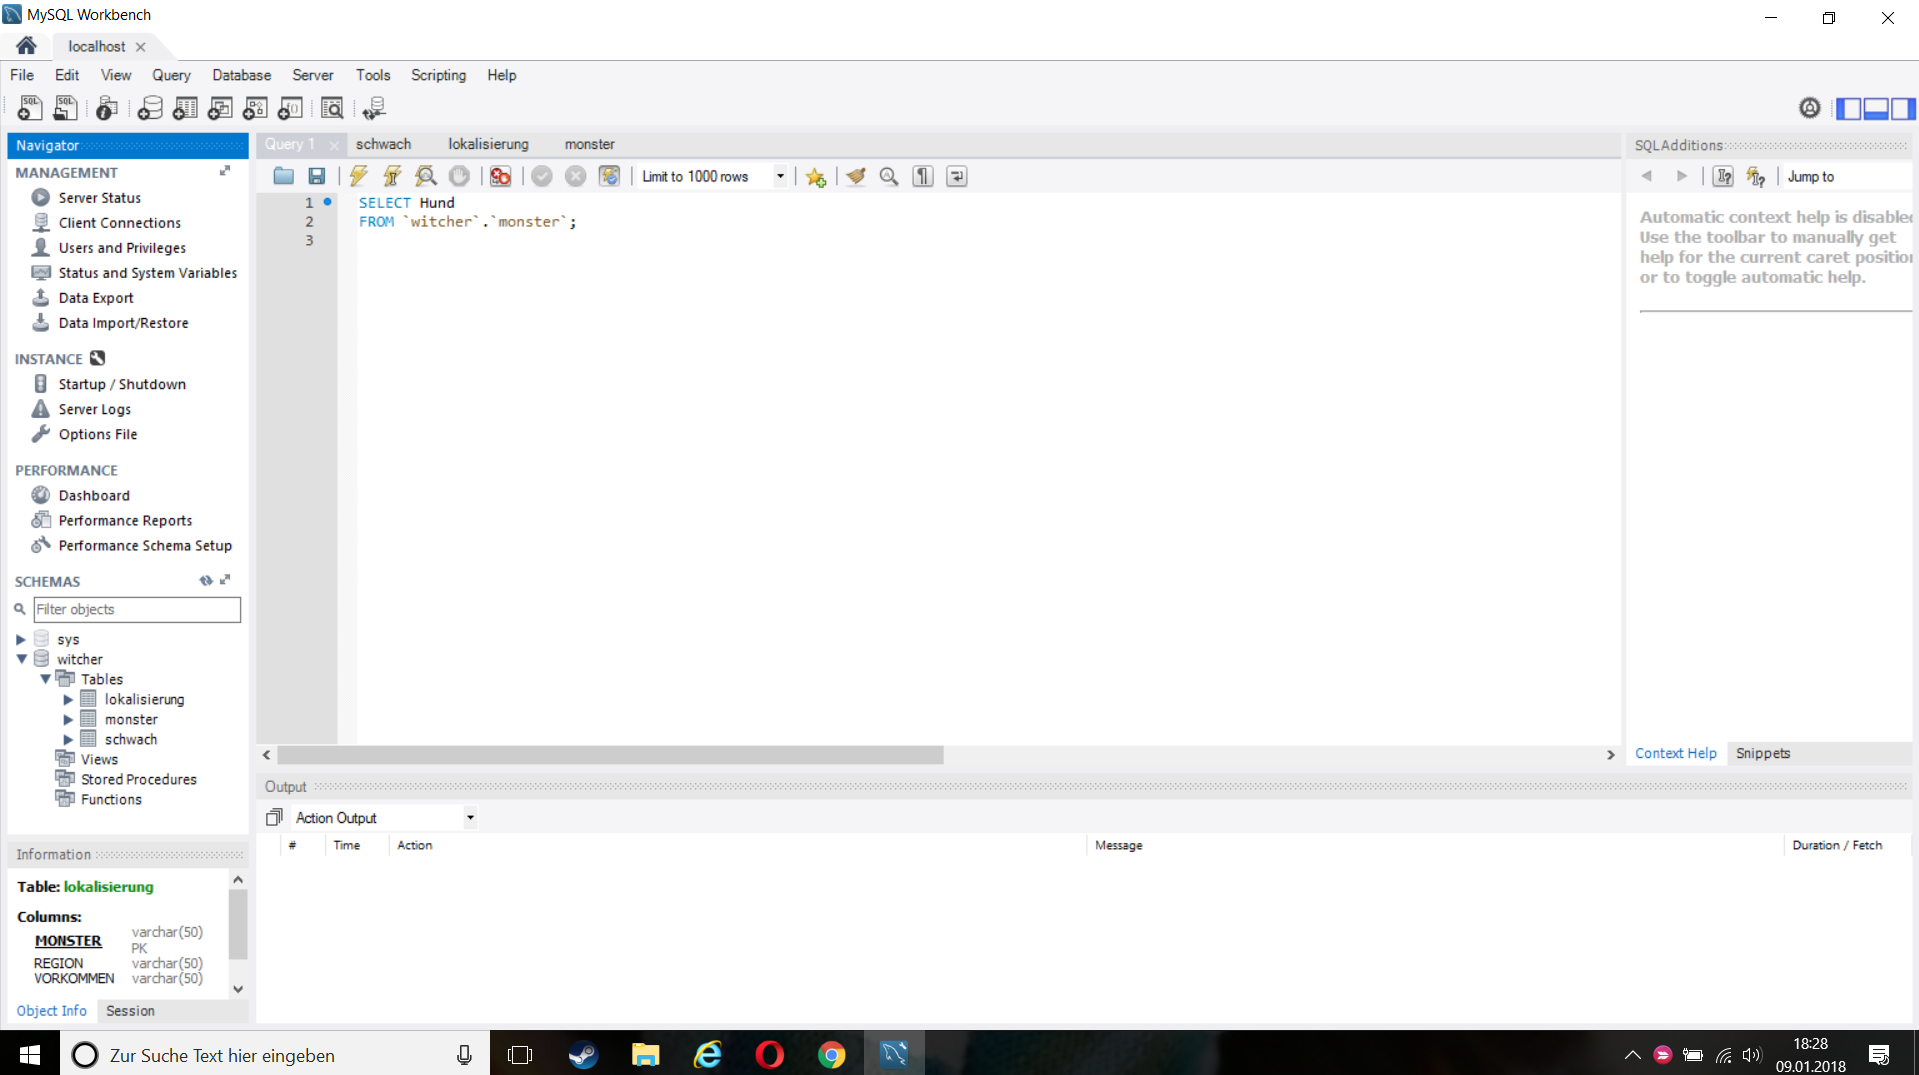 MySQL Workbench
localhost
File Edit View Query Database Server Tools Scripting Help
Navigator
MANAGEMENT
Server Status
Client Connections
Users and Privileges
Status and System Variables
Data Export
Data Import/Restore
INSTANCE
Startup / Shutdown
Server Logs
Options File
PERFORMANCE
Dashboard
Performance Reports
Performance Schema Setup
SCHEMAS
Filter objects
sys
witcher
Tables
lokalisierung
monster
schwach
Views
Stored Procedures
Functions
Information
Table: lokalisierung
Columns:
MONSTER varchar(50)
PK
REGION varchar(50)
VORKOMMEN varchar(50)
Object Info Session
Query 1 schwach lokalisierung monster
Limit to 1000 rows
1 SELECT Hund
2 FROM `witcher`.`monster`;
3
Output
Action Output
# Time Action Message Duration / Fetch
SQLAdditions
Jump to
Automatic context help is disabled
Use the toolbar to manually get
help for the current caret position
or to toggle automatic help.
Context Help Snippets
Zur Suche Text hier eingeben
18:28
09.01.2018